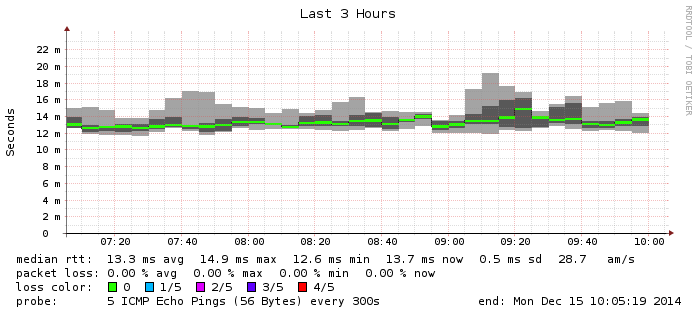 Last 3 Hours
RRDTOOL / TOBI OETIKER
Seconds
22 m
20 m
18 m
16 m
14 m
12 m
10 m
8 m
6 m
4 m
2 m
0
07:20 07:40 08:00 08:20 08:40 09:00 09:20 09:40 10:00
median rtt: 13.3 ms avg 14.9 ms max 12.6 ms min 13.7 ms now 0.5 ms sd 28.7 am/s
packet loss: 0.00 % avg 0.00 % max 0.00 % min 0.00 % now
loss color: 0 1/5 2/5 3/5 4/5
probe: 5 ICMP Echo Pings (56 Bytes) every 300s end: Mon Dec 15 10:05:19 2014